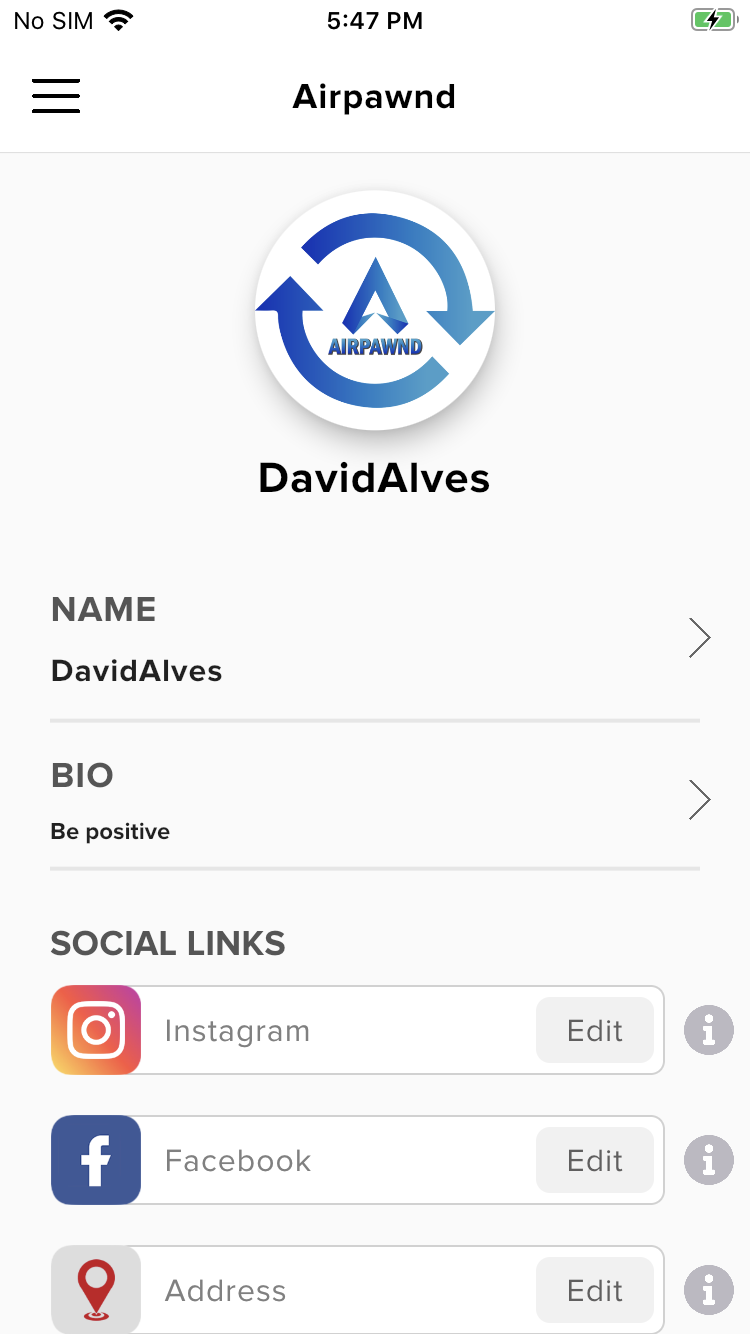 No SIM 5:47 PM
Airpawnd
AIRPAWND
DavidAlves
NAME
DavidAlves
BIO
Be positive
SOCIAL LINKS
Instagram Edit
Facebook Edit
Address Edit